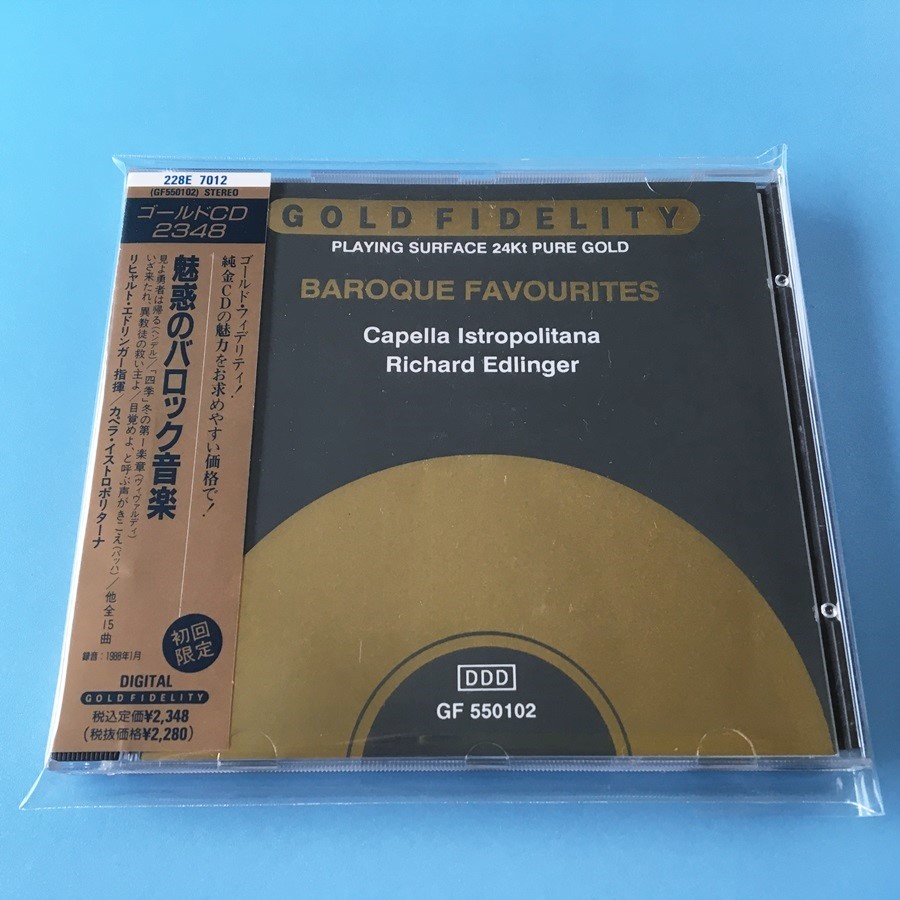 228E 7012
(GF550102) STEREO
ゴールドCD
2348
ゴールド・フィデリティ!
純金CDの魅力をお求めやすい価格で!
魅惑のバロック音楽
見よ勇者は帰る(ヘンデル)/「四季」冬の第1楽章(ヴィヴァルディ)
いざ来たれ、異教徒の救い主よ/目覚めよ、と呼ぶ声がきこえ(バッハ)/他全15曲
リヒャルト・エドリンガー指揮/カペラ・イストロポリターナ
録音:1988年1月
初回
限定
DIGITAL
GOLD FIDELITY
税込定価¥2,348
(税抜価格¥2,280)
GOLD FIDELITY
PLAYING SURFACE 24Kt PURE GOLD
BAROQUE FAVOURITES
Capella Istropolitana
Richard Edlinger
DDD
GF 550102